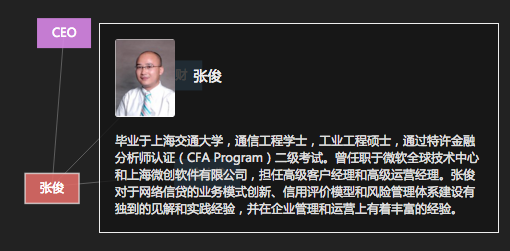 CEO
财
张俊
毕业于上海交通大学，通信工程学士，工业工程硕士，通过特许金融
分析师认证（CFA Program）二级考试。曾任职于微软全球技术中心
和上海微创软件有限公司，担任高级客户经理和高级运营经理。张俊
对于网络信贷的业务模式创新、信用评价模型和风险管理体系建设有
独到的见解和实践经验，并在企业管理和运营上有着丰富的经验。
张俊